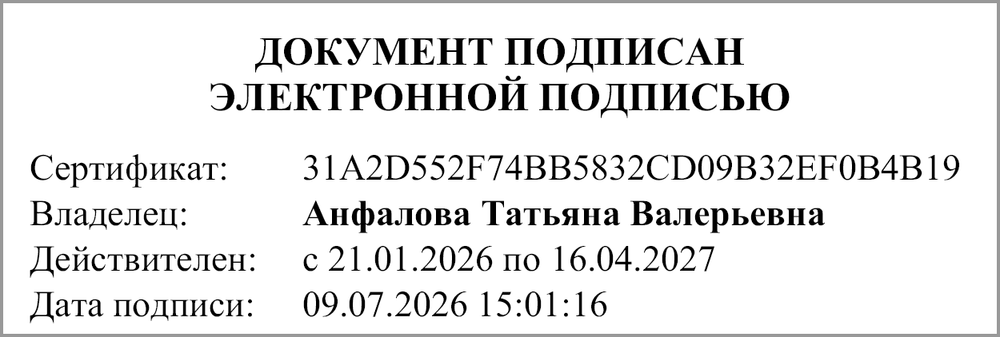 ДОКУМЕНТ ПОДПИСАН
ЭЛЕКТРОННОЙ ПОДПИСЬЮ
Сертификат: 31A2D552F74BB5832CD09B32EF0B4B19
Владелец: Анфалова Татьяна Валерьевна
Действителен: с 21.01.2026 по 16.04.2027
Дата подписи: 09.07.2026 15:01:16